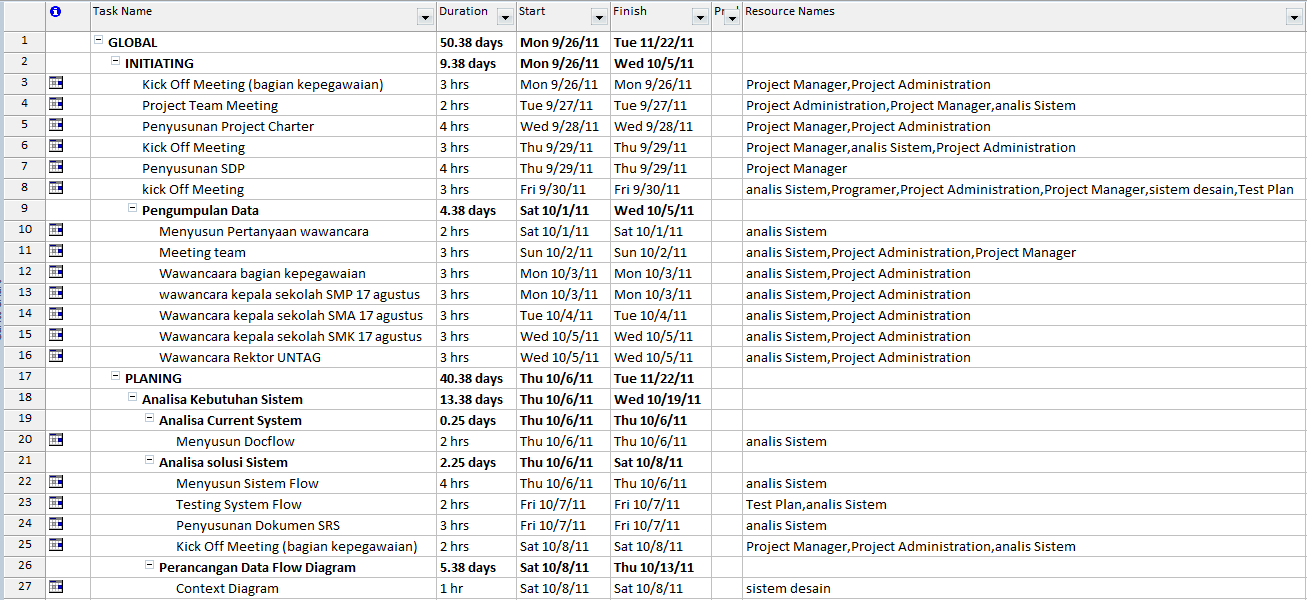 Task Name Duration Start Finish Resource Names
1 GLOBAL 50.38 days Mon 9/26/11 Tue 11/22/11
2 INITIATING 9.38 days Mon 9/26/11 Wed 10/5/11
3 Kick Off Meeting (bagian kepegawaian) 3 hrs Mon 9/26/11 Mon 9/26/11 Project Manager,Project Administration
4 Project Team Meeting 2 hrs Tue 9/27/11 Tue 9/27/11 Project Administration,Project Manager,analis Sistem
5 Penyusunan Project Charter 4 hrs Wed 9/28/11 Wed 9/28/11 Project Manager,Project Administration
6 Kick Off Meeting 3 hrs Thu 9/29/11 Thu 9/29/11 Project Manager,analis Sistem,Project Administration
7 Penyusunan SDP 4 hrs Thu 9/29/11 Thu 9/29/11 Project Manager
8 kick Off Meeting 3 hrs Fri 9/30/11 Fri 9/30/11 analis Sistem,Programer,Project Administration,Project Manager,sistem desain,Test Plan
9 Pengumpulan Data 4.38 days Sat 10/1/11 Wed 10/5/11
10 Menyusun Pertanyaan wawancara 2 hrs Sat 10/1/11 Sat 10/1/11 analis Sistem
11 Meeting team 3 hrs Sun 10/2/11 Sun 10/2/11 analis Sistem,Project Administration,Project Manager
12 Wawancaara bagian kepegawaian 3 hrs Mon 10/3/11 Mon 10/3/11 analis Sistem,Project Administration
13 wawancara kepala sekolah SMP 17 agustus 3 hrs Mon 10/3/11 Mon 10/3/11 analis Sistem,Project Administration
14 Wawancara kepala sekolah SMA 17 agustus 3 hrs Tue 10/4/11 Tue 10/4/11 analis Sistem,Project Administration
15 Wawancara kepala sekolah SMK 17 agustus 3 hrs Wed 10/5/11 Wed 10/5/11 analis Sistem,Project Administration
16 Wawancara Rektor UNTAG 3 hrs Wed 10/5/11 Wed 10/5/11 analis Sistem,Project Administration
17 PLANING 40.38 days Thu 10/6/11 Tue 11/22/11
18 Analisa Kebutuhan Sistem 13.38 days Thu 10/6/11 Wed 10/19/11
19 Analisa Current System 0.25 days Thu 10/6/11 Thu 10/6/11
20 Menyusun Docflow 2 hrs Thu 10/6/11 Thu 10/6/11 analis Sistem
21 Analisa solusi Sistem 2.25 days Thu 10/6/11 Sat 10/8/11
22 Menyusun Sistem Flow 4 hrs Thu 10/6/11 Thu 10/6/11 analis Sistem
23 Testing System Flow 2 hrs Fri 10/7/11 Fri 10/7/11 Test Plan,analis Sistem
24 Penyusunan Dokumen SRS 3 hrs Fri 10/7/11 Fri 10/7/11 analis Sistem
25 Kick Off Meeting (bagian kepegawaian) 2 hrs Sat 10/8/11 Sat 10/8/11 Project Manager,Project Administration,analis Sistem
26 Perancangan Data Flow Diagram 5.38 days Sat 10/8/11 Thu 10/13/11
27 Context Diagram 1 hr Sat 10/8/11 Sat 10/8/11 sistem desain